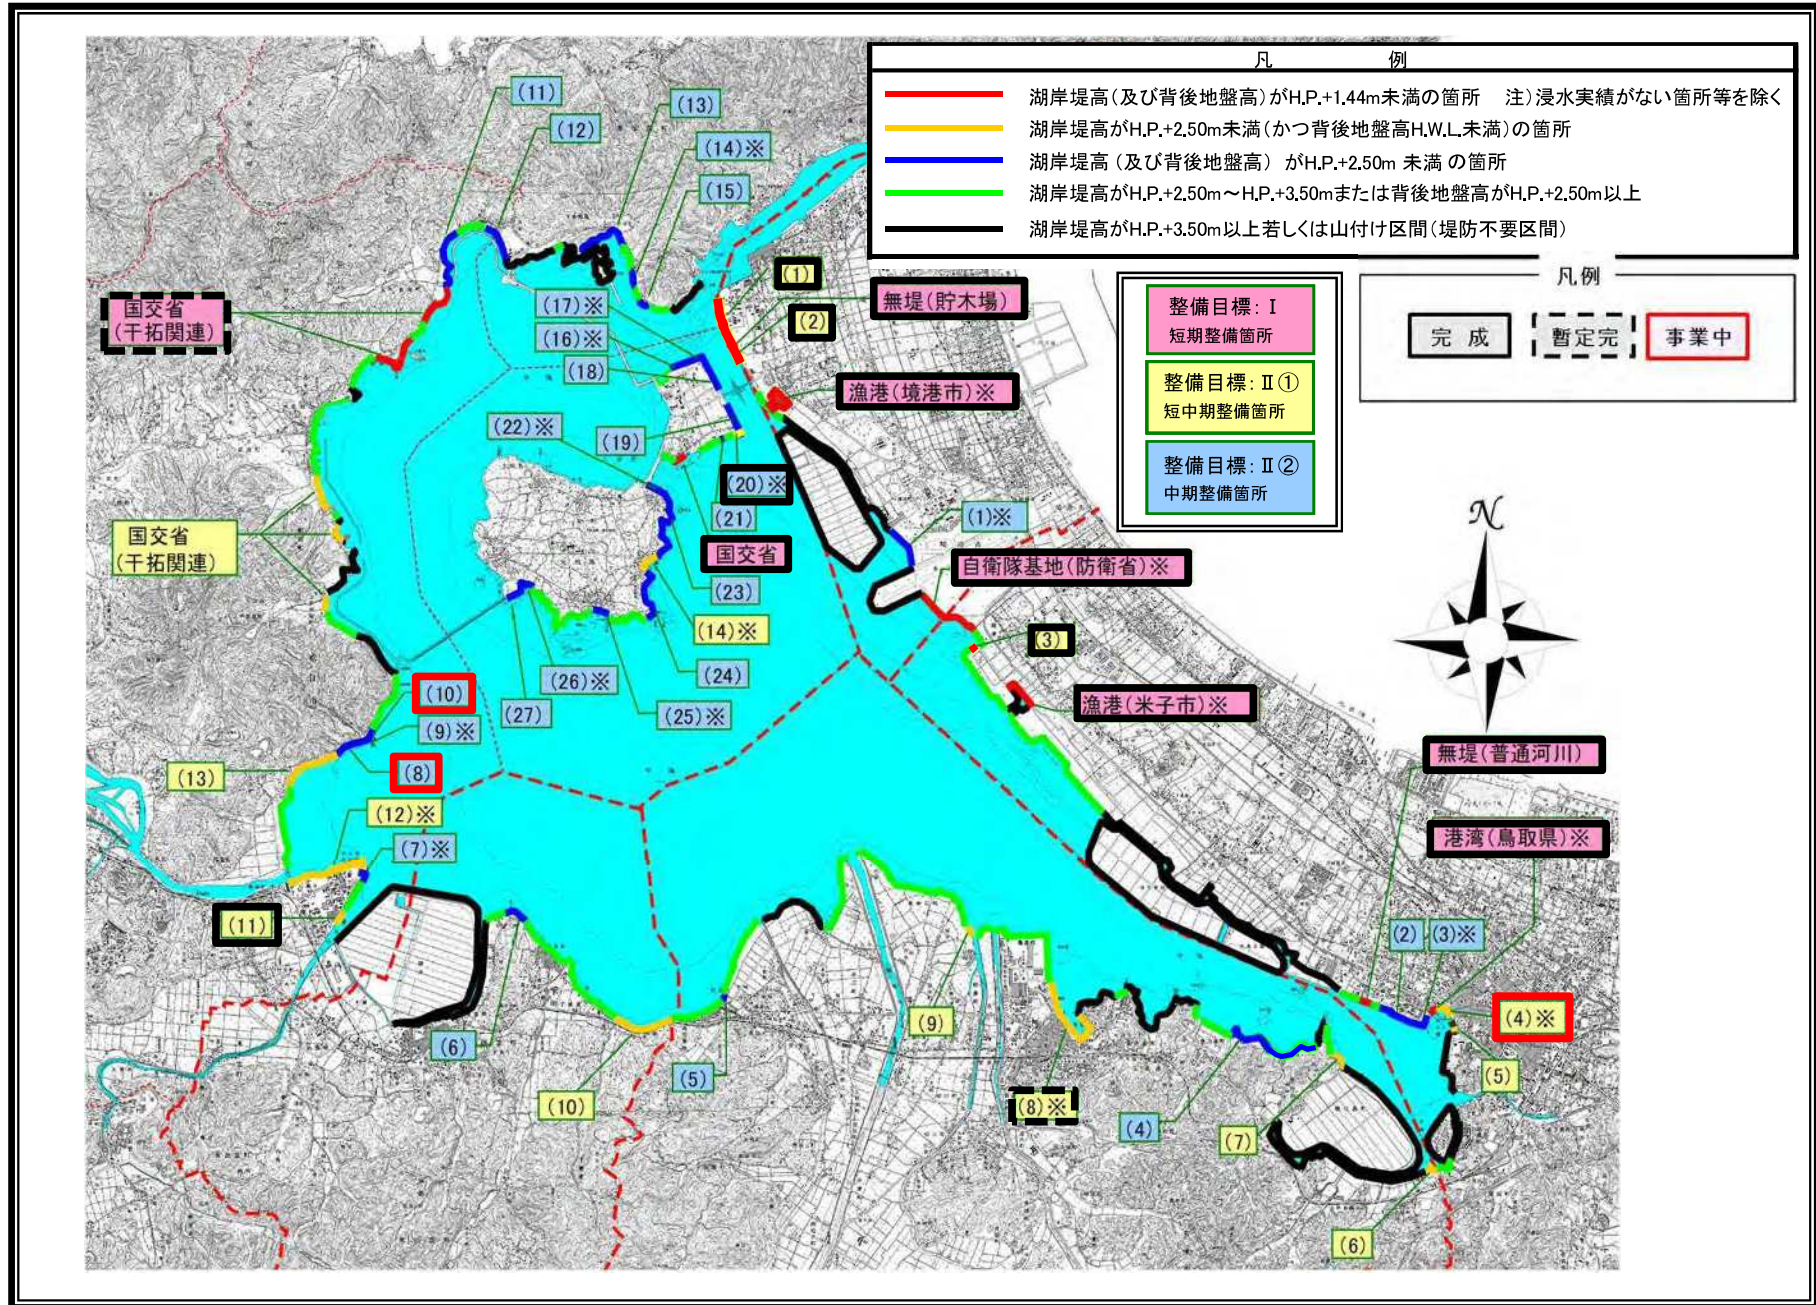 凡　例
湖岸堤高(及び背後地盤高)がH.P.+1.44m未満の箇所　注)浸水実績がない箇所等を除く
湖岸堤高がH.P.+2.50m未満(かつ背後地盤高H.W.L.未満)の箇所
湖岸堤高(及び背後地盤高) がH.P.+2.50m 未満 の箇所
湖岸堤高がH.P.+2.50m～H.P.+3.50mまたは背後地盤高がH.P.+2.50m以上
湖岸堤高がH.P.+3.50m以上若しくは山付け区間(堤防不要区間)
凡例
完 成
暫定完
事業中
整備目標: Ⅰ
短期整備箇所
整備目標: Ⅱ①
短中期整備箇所
整備目標: Ⅱ②
中期整備箇所
N
(11)
(12)
(13)
(14)※
(15)
(1)
(2)
無堤(貯木場)
国交省
(干拓関連)
(17)※
(16)※
(18)
漁港(境港市)※
(22)※
(19)
(20)※
(21)
国交省
(1)※
自衛隊基地(防衛省)※
国交省
(干拓関連)
(23)
(14)※
(3)
(24)
(26)※
(27)
(25)※
漁港(米子市)※
(10)
(9)※
(8)
(13)
無堤(普通河川)
(12)※
(7)※
港湾(鳥取県)※
(11)
(2)
(3)※
(4)※
(6)
(9)
(5)
(5)
(10)
(8)※
(4)
(7)
(6)